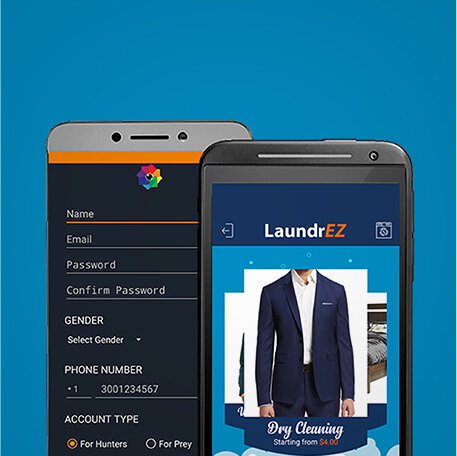 Name
Email
Password
Confirm Password
GENDER
Select Gender
PHONE NUMBER
+ 1 3001234567
ACCOUNT TYPE
For Hunters For Prey
LaundrEZ
Dry Cleaning
Starting from $4.00